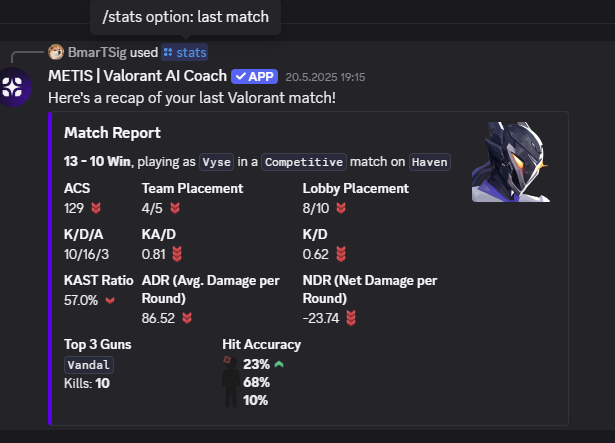 /stats option: last match
BmarTSig used stats
METIS | Valorant AI Coach ✓ APP 20.5.2025 19:15
Here's a recap of your last Valorant match!
Match Report
13 - 10 Win, playing as Vyse in a Competitive match on Haven
ACS Team Placement Lobby Placement
129 4/5 8/10
K/D/A KA/D K/D
10/16/3 0.81 0.62
KAST Ratio ADR (Avg. Damage per NDR (Net Damage per
Round) Round)
57.0% 86.52 -23.74
Top 3 Guns Hit Accuracy
Vandal 23%
Kills: 10 68%
10%